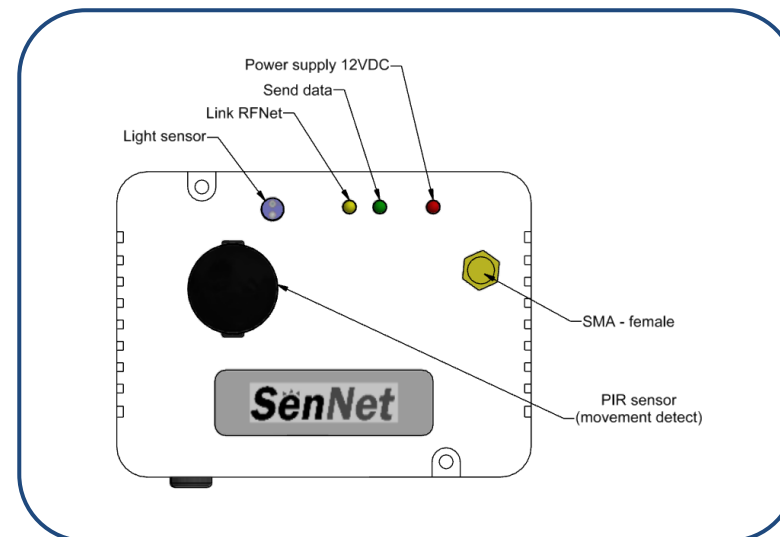 Power supply 12VDC
Send data
Link RFNet
Light sensor
SMA - female
PIR sensor
(movement detect)
SenNet